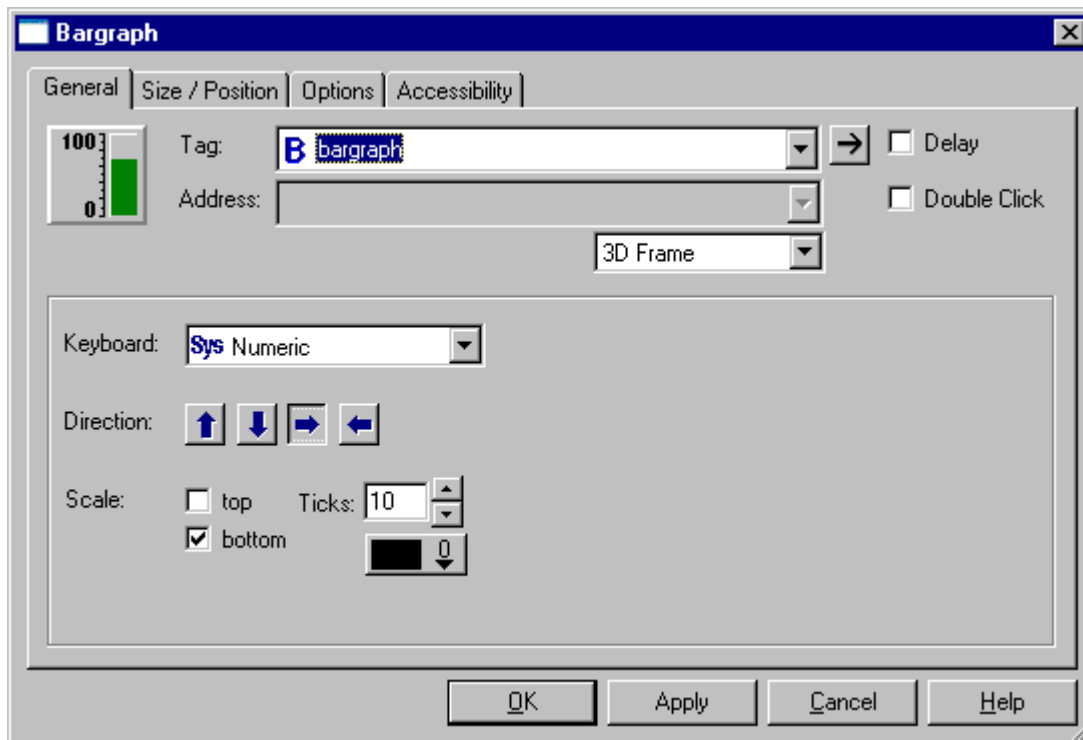 Bargraph
General Size / Position Options Accessibility
100
0
Tag: B bargraph Delay
Address: Double Click
3D Frame
Keyboard: Sys Numeric
Direction:
Scale: top Ticks: 10
bottom 0
OK Apply Cancel Help